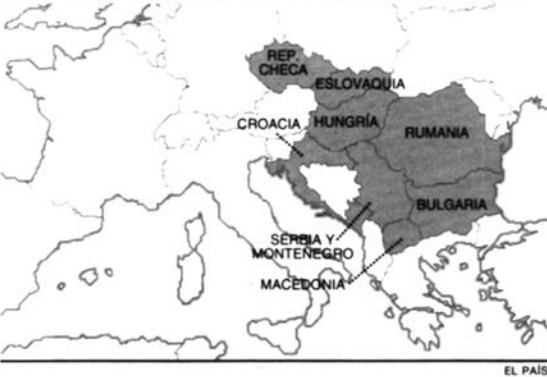 REP.
CHECA
ESLOVAQUIA
CROACIA
HUNGRÍA
RUMANIA
BULGARIA
SERBIA Y
MONTENEGRO
MACEDONIA
EL PAÍS